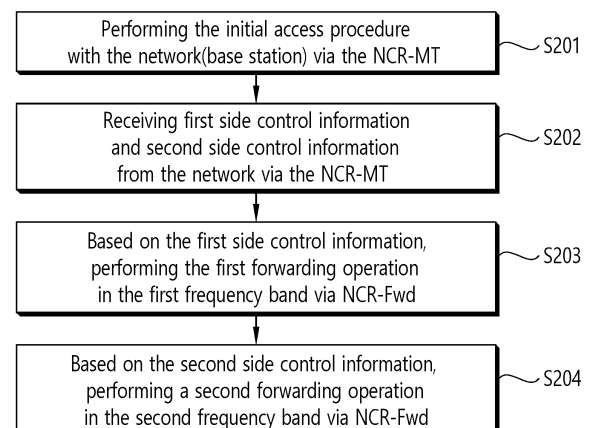 Performing the initial access procedure
with the network(base station) via the NCR-MT
S201
Receiving first side control information
and second side control information
from the network via the NCR-MT
S202
Based on the first side control information,
performing the first forwarding operation
in the first frequency band via NCR-Fwd
S203
Based on the second side control information,
performing a second forwarding operation
in the second frequency band via NCR-Fwd
S204